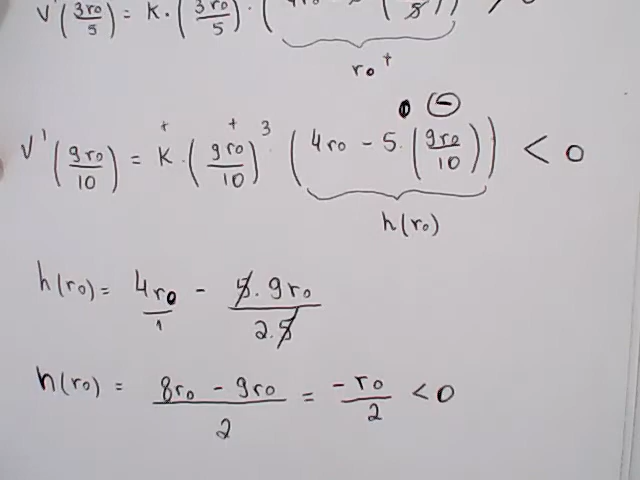 V'(3r₀/5) = K · (3r₀/5) · (
r₀ +
V'(9r₀/10) = K⁺ · (9r₀/10)³ · (4r₀ − 5 · (9r₀/10)) < 0
h(r₀)
h(r₀) = 4r₀/1 − 5 · 9r₀/2 · 5
h(r₀) = 8r₀ − 9r₀/2 = −r₀/2 < 0